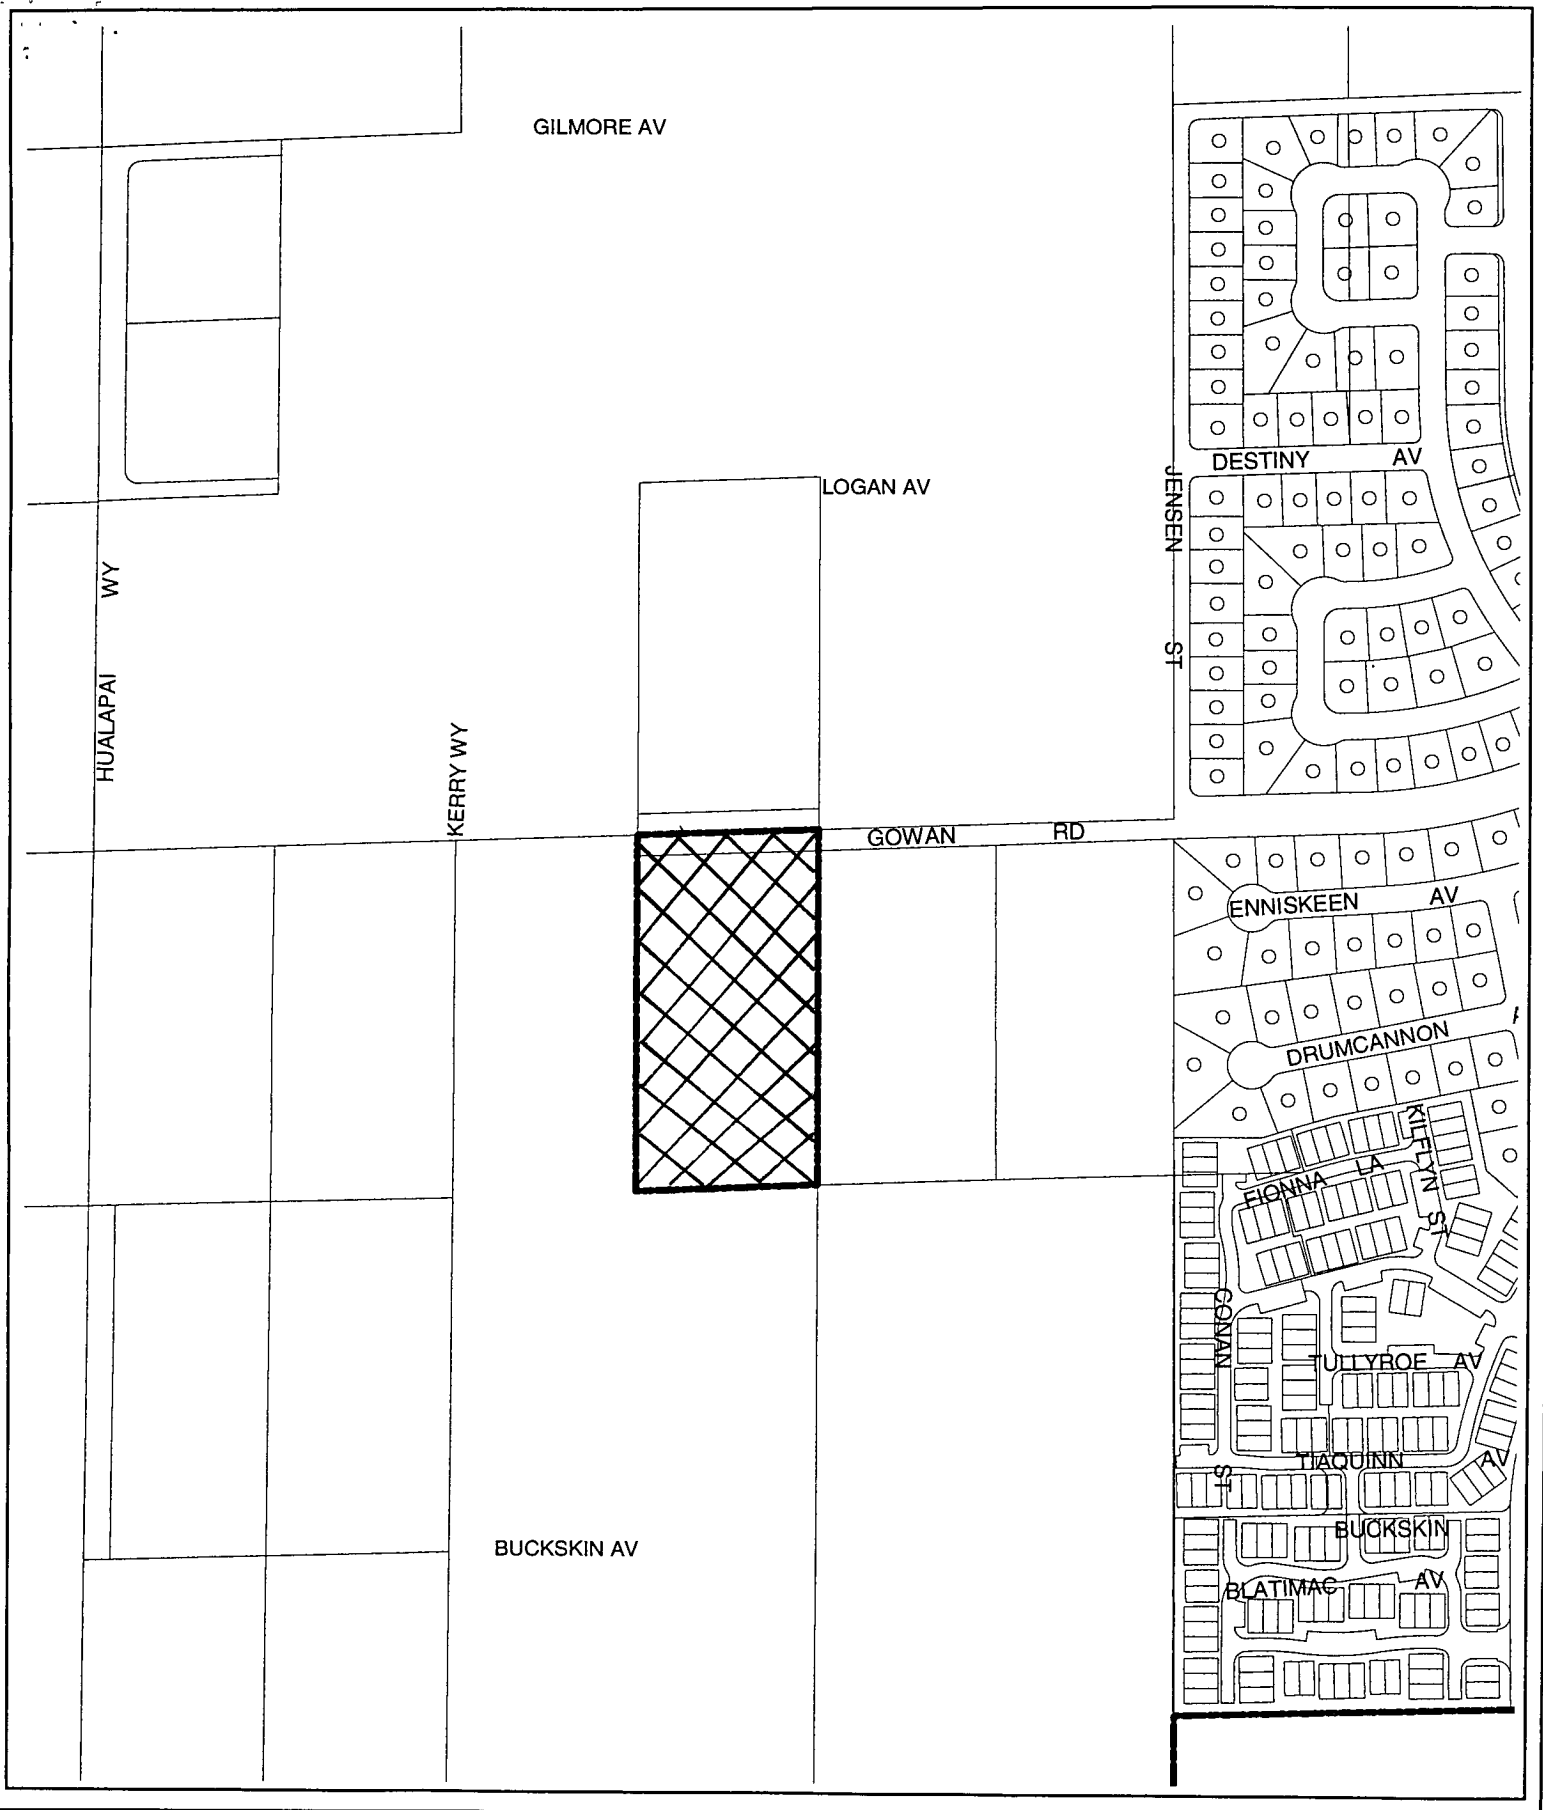 GILMORE AV
DESTINY AV
LOGAN AV
JENSEN ST
HUALAPAI WY
KERRY WY
GOWAN RD
ENNISKEEN AV
DRUMCANNON
KILFLYN ST
FIONNA LA
CONAN ST
TULLYROE AV
TIAQUINN AV
BUCKSKIN
BUCKSKIN AV
BLATIMAC AV